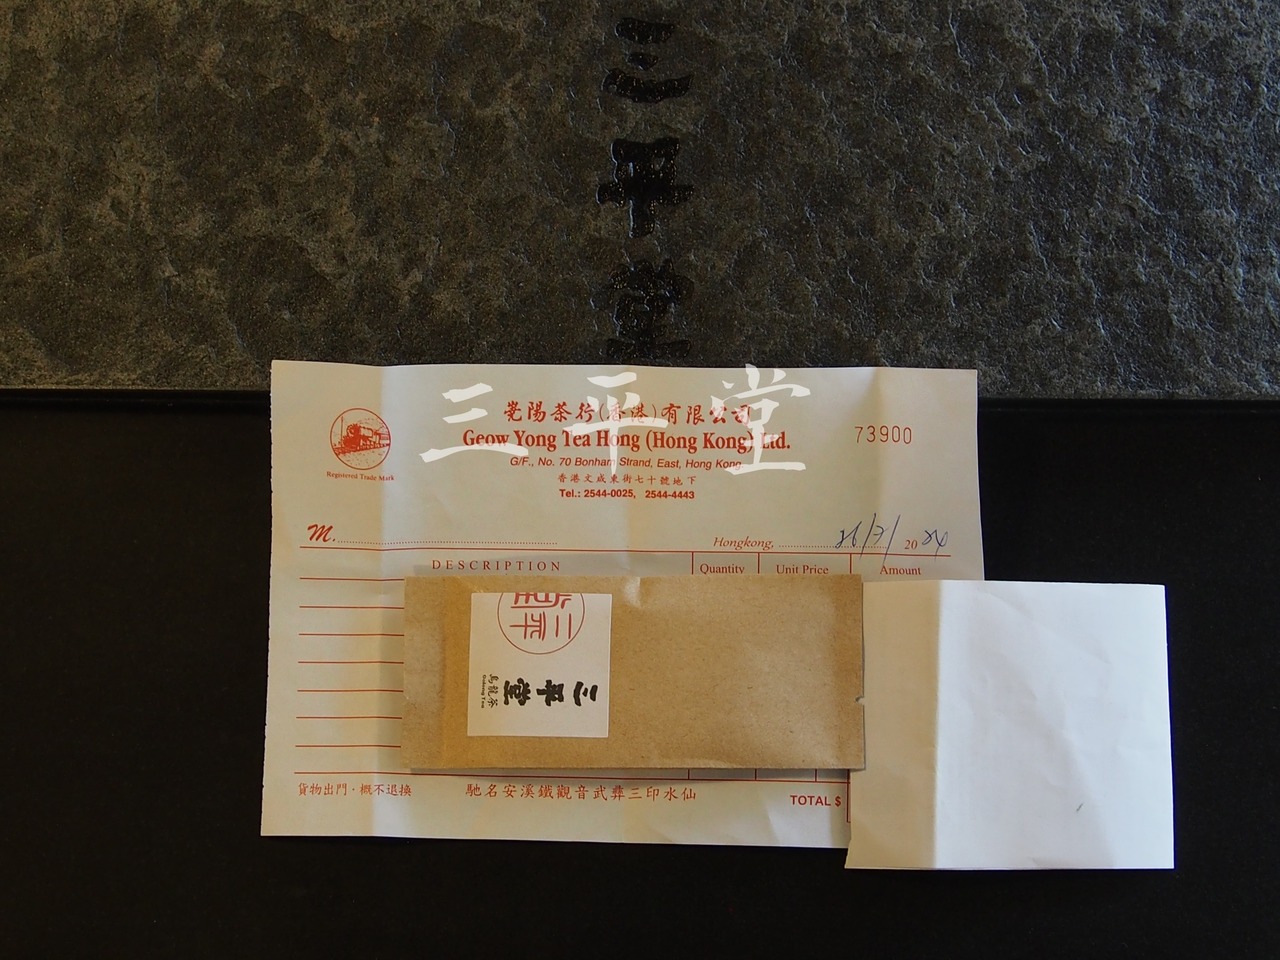 三平堂
三平堂
堯陽茶行(香港)有限公司
Geow Yong Tea Hong (Hong Kong) Ltd.
73900
G/F., No. 70 Bonham Strand, East, Hong Kong
香港文咸東街七十號地下
Tel.: 2544-0025, 2544-4443
Registered Trade Mark
M.
Hongkong, 20 24
DESCRIPTION Quantity Unit Price Amount
三平堂
烏龍茶
Oolong Tea
貨物出門·概不退換
馳名安溪鐵觀音武彝三印水仙
TOTAL $